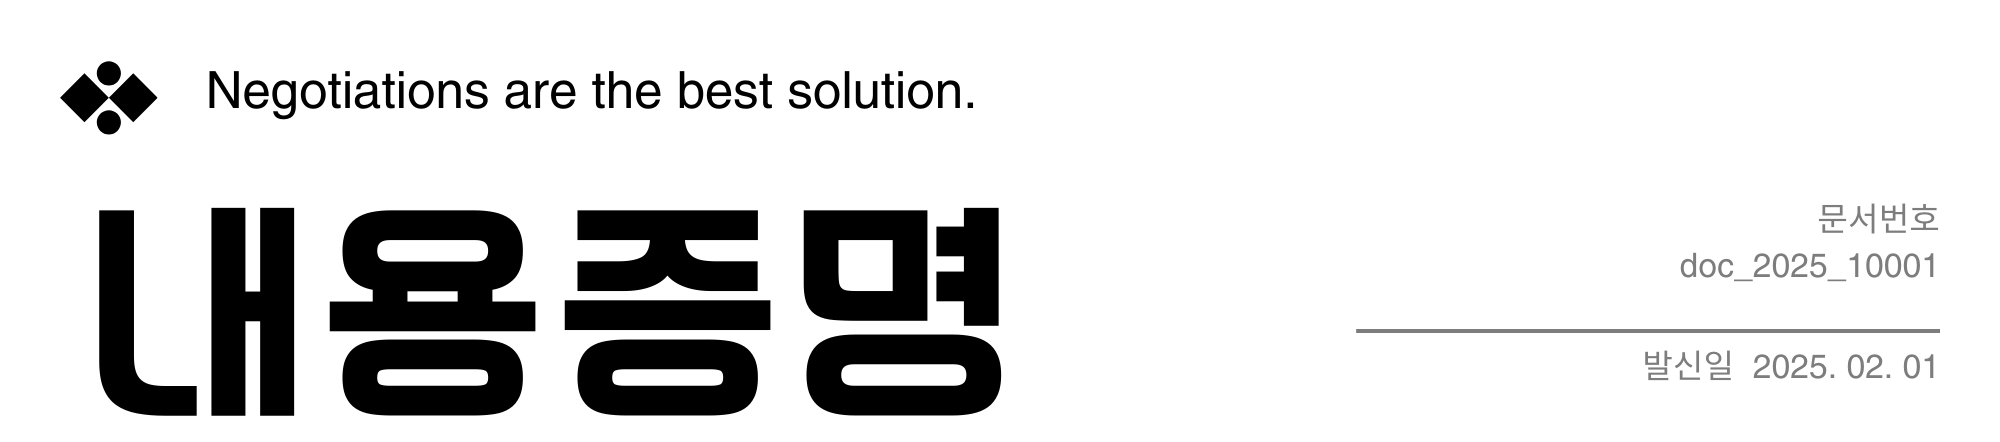 Negotiations are the best solution.
내용증명
문서번호
doc_2025_10001
발신일 2025. 02. 01